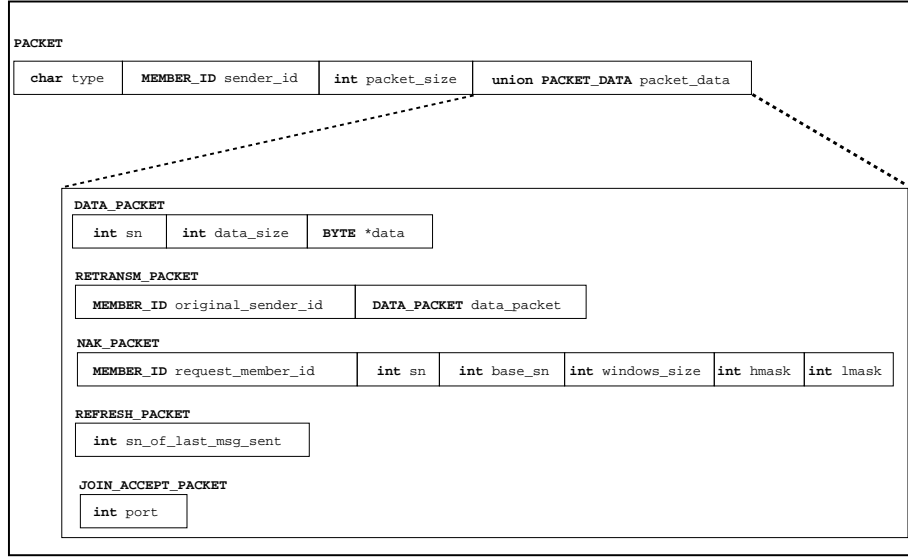 PACKET
char type MEMBER_ID sender_id int packet_size union PACKET_DATA packet_data
DATA_PACKET
int sn int data_size BYTE *data
RETRANSM_PACKET
MEMBER_ID original_sender_id DATA_PACKET data_packet
NAK_PACKET
MEMBER_ID request_member_id int sn int base_sn int windows_size int hmask int lmask
REFRESH_PACKET
int sn_of_last_msg_sent
JOIN_ACCEPT_PACKET
int port